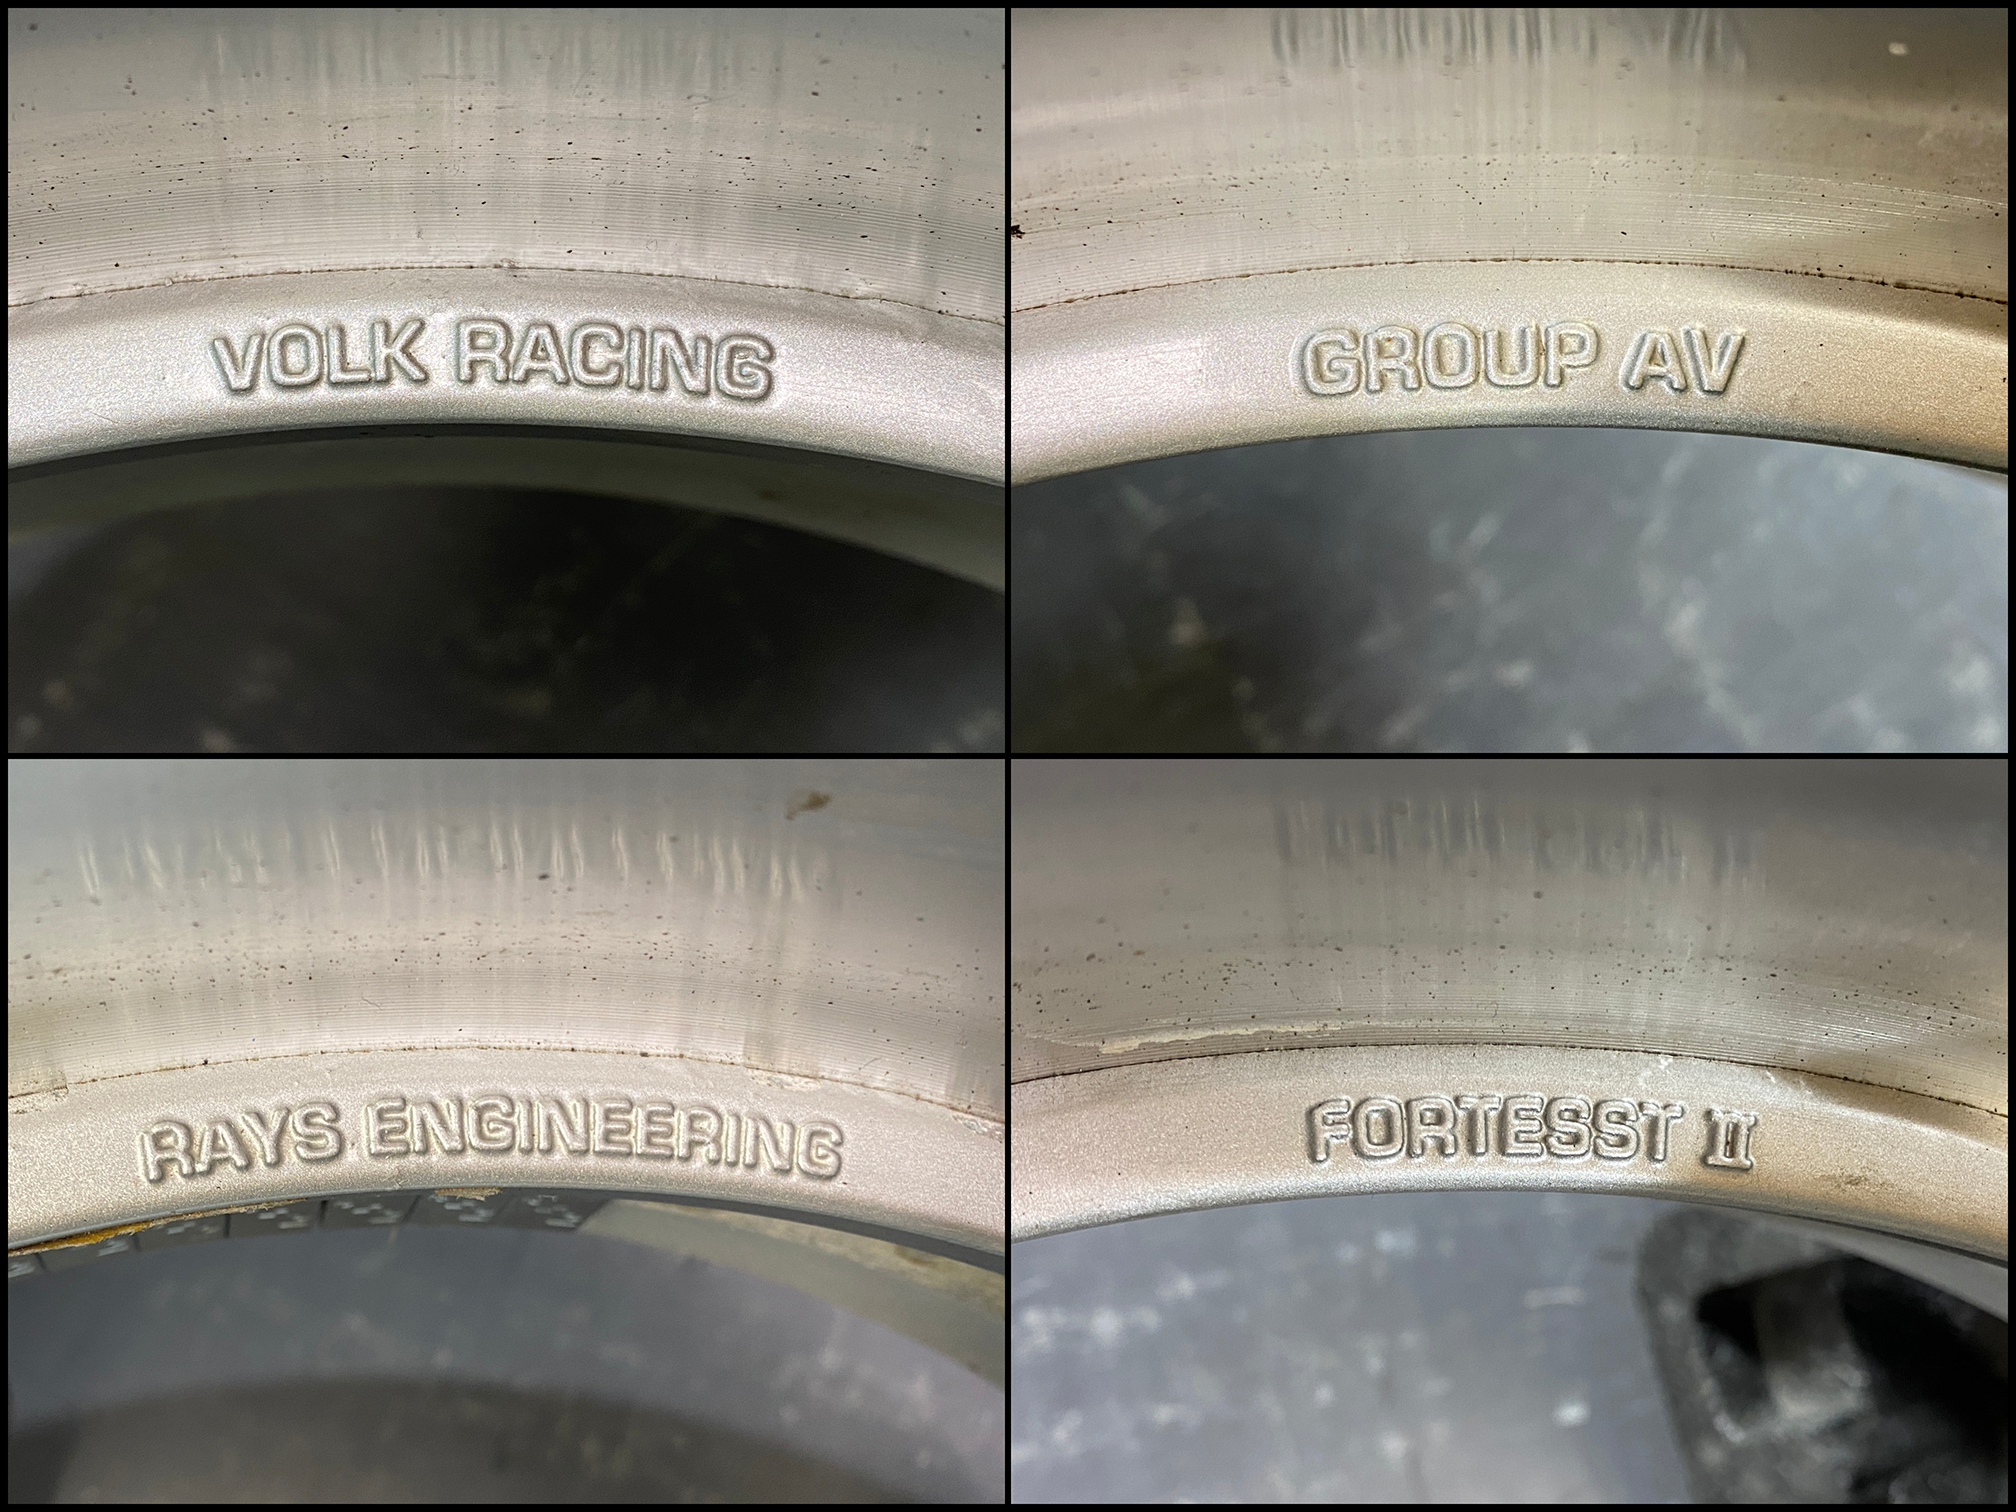 VOLK RACING
GROUP AV
RAYS ENGINEERING
FORTESST II